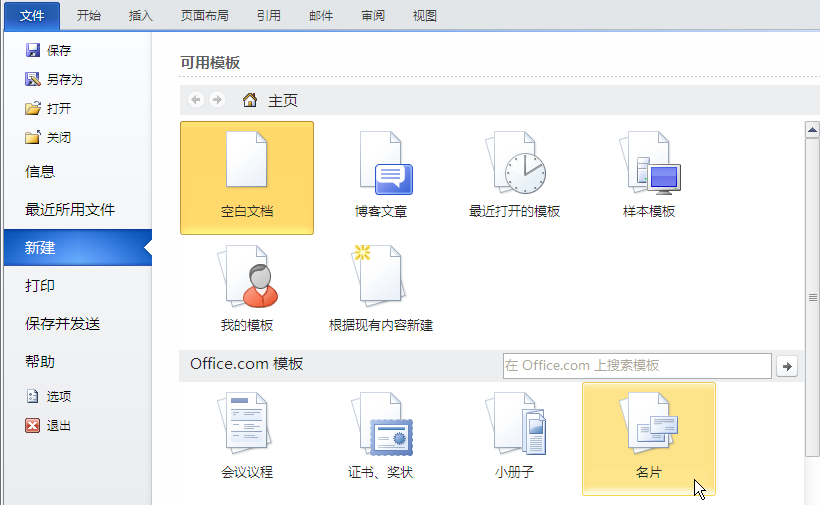 文件 开始 插入 页面布局 引用 邮件 审阅 视图
保存
另存为
打开
关闭
信息
最近所用文件
新建
打印
保存并发送
帮助
选项
退出
可用模板
主页
空白文档 博客文章 最近打开的模板 样本模板
我的模板 根据现有内容新建
Office.com 模板 在 Office.com 上搜索模板
会议议程 证书、奖状 小册子 名片